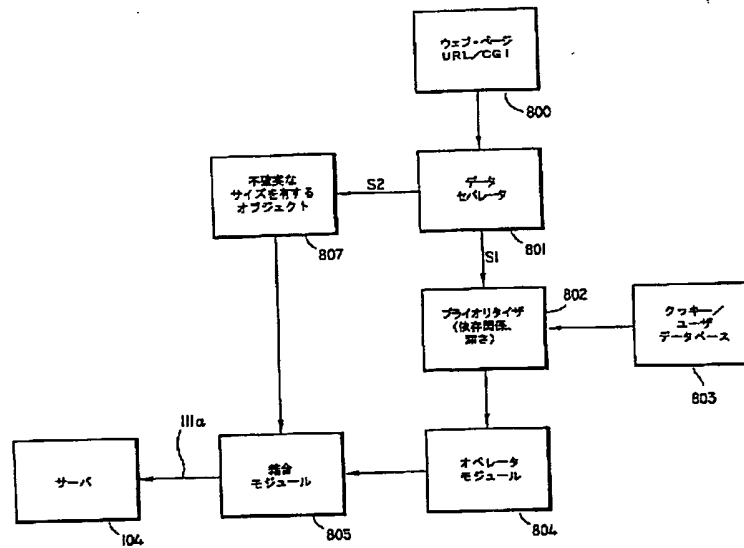 ウェブ・ページ
URL/CGI
800
不確実な
サイズを有する
オブジェクト
807
S2
データ
セパレータ
801
S1
プライオリタイザ
(依存関係、
深さ)
802
クッキー/
ユーザ
データベース
803
サーバ
104
111a
結合
モジュール
805
オペレータ
モジュール
804